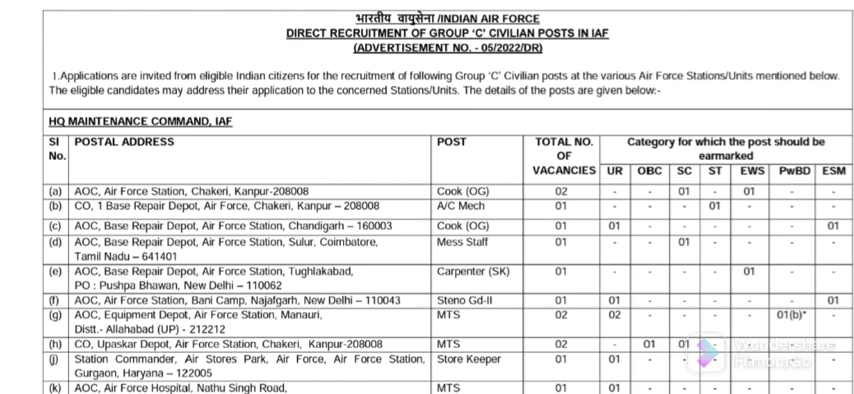 भारतीय वायुसेना /INDIAN AIR FORCE
DIRECT RECRUITMENT OF GROUP 'C' CIVILIAN POSTS IN IAF
(ADVERTISEMENT NO. - 05/2022/DR)
1.Applications are invited from eligible Indian citizens for the recruitment of following Group 'C' Civilian posts at the various Air Force Stations/Units mentioned below.
The eligible candidates may address their application to the concerned Stations/Units. The details of the posts are given below:-
HQ MAINTENANCE COMMAND, IAF
Sl No. POSTAL ADDRESS POST TOTAL NO. OF VACANCIES Category for which the post should be earmarked
UR OBC SC ST EWS PwBD ESM
(a) AOC, Air Force Station, Chakeri, Kanpur-208008 Cook (OG) 02 - - 01 - 01 - -
(b) CO, 1 Base Repair Depot, Air Force, Chakeri, Kanpur – 208008 A/C Mech 01 - - - 01 - - -
(c) AOC, Base Repair Depot, Air Force Station, Chandigarh – 160003 Cook (OG) 01 01 - - - - - 01
(d) AOC, Base Repair Depot, Air Force Station, Sulur, Coimbatore, Mess Staff 01 - - 01 - - - -
Tamil Nadu – 641401
(e) AOC, Base Repair Depot, Air Force Station, Tughlakabad, Carpenter (SK) 01 - - - - 01 - -
PO : Pushpa Bhawan, New Delhi – 110062
(f) AOC, Air Force Station, Bani Camp, Najafgarh, New Delhi – 110043 Steno Gd-II 01 01 - - - - - 01
(g) AOC, Equipment Depot, Air Force Station, Manauri, MTS 02 02 - - - - 01(b)* -
Distt.- Allahabad (UP) - 212212
(h) CO, Upaskar Depot, Air Force Station, Chakeri, Kanpur-208008 MTS 02 - 01 01 - - - -
(j) Station Commander, Air Stores Park, Air Force, Air Force Station, Store Keeper 01 01 - - - - - -
Gurgaon, Haryana – 122005
(k) AOC, Air Force Hospital, Nathu Singh Road, MTS 01 01 - - - - - -
Wondershare
FilmoraGo